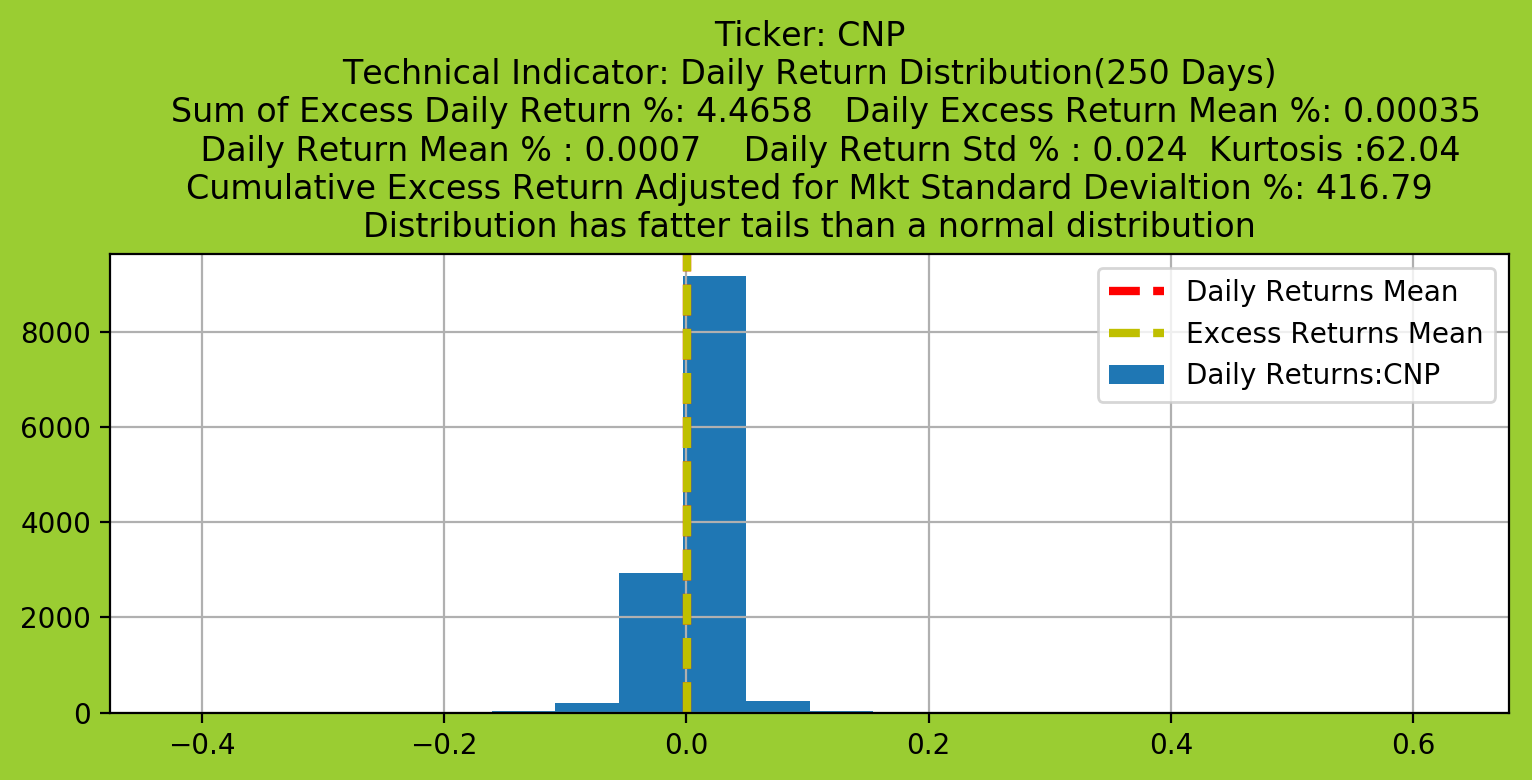 Ticker: CNP
Technical Indicator: Daily Return Distribution(250 Days)
Sum of Excess Daily Return %: 4.4658   Daily Excess Return Mean %: 0.00035
Daily Return Mean % : 0.0007    Daily Return Std % : 0.024  Kurtosis :62.04
Cumulative Excess Return Adjusted for Mkt Standard Devialtion %: 416.79
Distribution has fatter tails than a normal distribution
Daily Returns Mean
Excess Returns Mean
Daily Returns:CNP
8000
6000
4000
2000
0
−0.4 −0.2 0.0 0.2 0.4 0.6